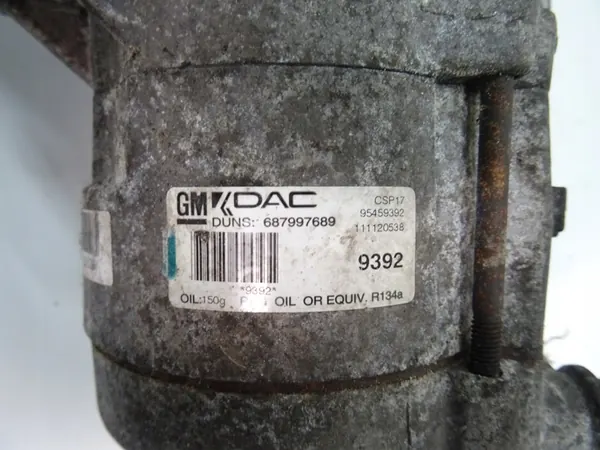 GM DAC
CSP17
DUNS: 687997689
95459392
111120538
9392
*9392*
OIL:150g OIL OR EQUIV. R134a